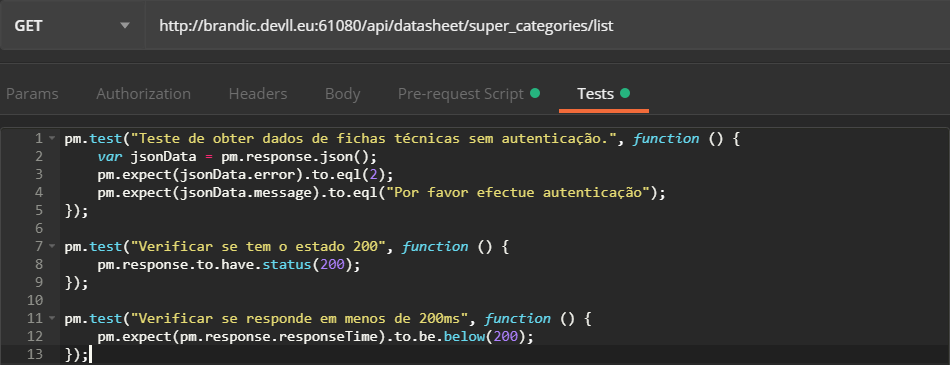 GET http://brandic.devll.eu:61080/api/datasheet/super_categories/list
Params Authorization Headers Body Pre-request Script Tests
1 pm.test("Teste de obter dados de fichas técnicas sem autenticação.", function () {
2 var jsonData = pm.response.json();
3 pm.expect(jsonData.error).to.eql(2);
4 pm.expect(jsonData.message).to.eql("Por favor efectue autenticação");
5 });
6
7 pm.test("Verificar se tem o estado 200", function () {
8 pm.response.to.have.status(200);
9 });
10
11 pm.test("Verificar se responde em menos de 200ms", function () {
12 pm.expect(pm.response.responseTime).to.be.below(200);
13 });